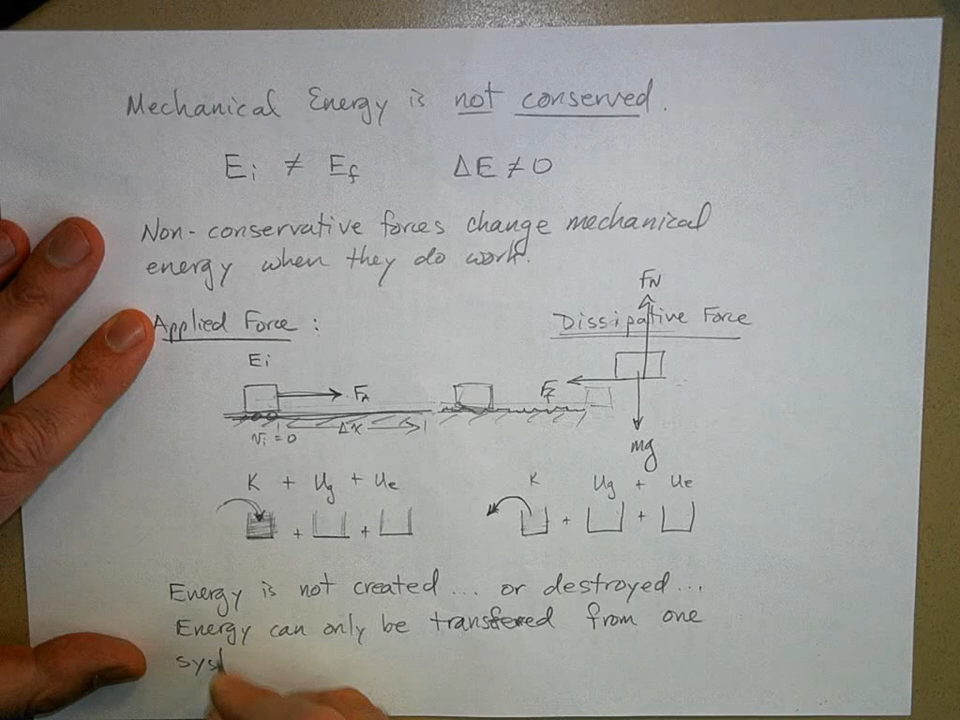 Mechanical Energy is not conserved.
Ei ≠ Ef ΔE ≠ 0
Non-conservative forces change mechanical
energy when they do work.
FN
Applied Force :
Dissipative Force
Ei
FA
Ff
vi = 0
Δx
mg
K + Ug + Ue
K Ug + Ue
+ +
+ +
Energy is not created... or destroyed...
Energy can only be transfered from one
sys